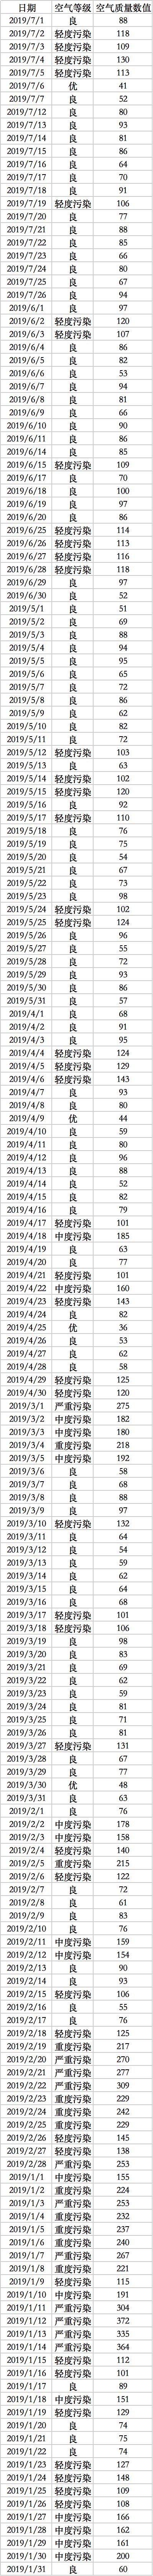 日期 空气等级 空气质量数值
2019/7/1 良 88
2019/7/2 轻度污染 118
2019/7/3 轻度污染 109
2019/7/4 轻度污染 130
2019/7/5 轻度污染 113
2019/7/6 优 41
2019/7/7 良 52
2019/7/12 良 80
2019/7/13 良 93
2019/7/14 良 81
2019/7/15 良 86
2019/7/16 良 64
2019/7/17 良 70
2019/7/18 良 91
2019/7/19 轻度污染 106
2019/7/20 良 77
2019/7/21 良 88
2019/7/22 良 85
2019/7/23 良 66
2019/7/24 良 80
2019/7/25 良 67
2019/7/26 良 94
2019/6/1 良 97
2019/6/2 轻度污染 120
2019/6/3 轻度污染 107
2019/6/4 良 86
2019/6/5 良 82
2019/6/6 良 53
2019/6/7 良 94
2019/6/8 良 81
2019/6/9 良 66
2019/6/10 良 90
2019/6/11 良 86
2019/6/14 良 85
2019/6/15 轻度污染 109
2019/6/17 良 70
2019/6/18 良 100
2019/6/19 良 97
2019/6/20 良 86
2019/6/25 轻度污染 114
2019/6/26 轻度污染 113
2019/6/27 轻度污染 116
2019/6/28 轻度污染 118
2019/6/29 良 97
2019/6/30 良 52
2019/5/1 良 51
2019/5/2 良 69
2019/5/3 良 88
2019/5/4 良 94
2019/5/5 良 95
2019/5/6 良 65
2019/5/7 良 72
2019/5/8 良 86
2019/5/9 良 62
2019/5/10 良 82
2019/5/11 良 72
2019/5/12 轻度污染 103
2019/5/13 良 63
2019/5/14 轻度污染 102
2019/5/15 轻度污染 120
2019/5/16 良 92
2019/5/17 轻度污染 110
2019/5/18 良 76
2019/5/19 良 75
2019/5/20 良 54
2019/5/21 良 67
2019/5/22 良 73
2019/5/23 良 98
2019/5/24 轻度污染 102
2019/5/25 轻度污染 124
2019/5/26 良 96
2019/5/27 良 55
2019/5/28 良 72
2019/5/29 良 93
2019/5/30 良 86
2019/5/31 良 57
2019/4/1 良 68
2019/4/2 良 91
2019/4/3 良 95
2019/4/4 轻度污染 124
2019/4/5 轻度污染 129
2019/4/6 轻度污染 143
2019/4/7 良 93
2019/4/8 良 80
2019/4/9 优 44
2019/4/10 良 59
2019/4/11 良 80
2019/4/12 良 96
2019/4/13 良 88
2019/4/14 良 52
2019/4/15 良 82
2019/4/16 良 79
2019/4/17 轻度污染 101
2019/4/18 中度污染 185
2019/4/19 良 63
2019/4/20 良 77
2019/4/21 轻度污染 101
2019/4/22 中度污染 160
2019/4/23 轻度污染 143
2019/4/24 良 82
2019/4/25 优 36
2019/4/26 良 53
2019/4/27 良 62
2019/4/28 良 58
2019/4/29 轻度污染 125
2019/4/30 轻度污染 120
2019/3/1 严重污染 275
2019/3/2 中度污染 182
2019/3/3 中度污染 180
2019/3/4 重度污染 218
2019/3/5 中度污染 192
2019/3/6 良 58
2019/3/7 良 68
2019/3/8 良 88
2019/3/9 良 97
2019/3/10 轻度污染 132
2019/3/11 良 64
2019/3/12 良 54
2019/3/13 良 59
2019/3/14 良 62
2019/3/15 良 64
2019/3/16 良 68
2019/3/17 轻度污染 101
2019/3/18 轻度污染 106
2019/3/19 良 98
2019/3/20 良 83
2019/3/21 良 69
2019/3/22 良 62
2019/3/23 良 59
2019/3/24 良 81
2019/3/25 良 71
2019/3/26 良 81
2019/3/27 轻度污染 131
2019/3/28 良 67
2019/3/29 良 77
2019/3/30 优 48
2019/3/31 良 63
2019/2/1 良 76
2019/2/2 中度污染 178
2019/2/3 中度污染 158
2019/2/4 轻度污染 140
2019/2/5 重度污染 215
2019/2/6 轻度污染 122
2019/2/7 良 72
2019/2/8 良 61
2019/2/9 良 83
2019/2/10 良 76
2019/2/11 中度污染 159
2019/2/12 中度污染 154
2019/2/13 良 90
2019/2/14 良 93
2019/2/15 轻度污染 106
2019/2/16 良 55
2019/2/17 良 76
2019/2/18 轻度污染 125
2019/2/19 重度污染 217
2019/2/20 严重污染 270
2019/2/21 严重污染 277
2019/2/22 严重污染 309
2019/2/23 重度污染 229
2019/2/24 重度污染 242
2019/2/25 重度污染 229
2019/2/26 轻度污染 145
2019/2/27 轻度污染 138
2019/2/28 严重污染 253
2019/1/1 中度污染 155
2019/1/2 重度污染 224
2019/1/3 严重污染 253
2019/1/4 重度污染 232
2019/1/5 重度污染 237
2019/1/6 重度污染 240
2019/1/7 严重污染 267
2019/1/8 重度污染 221
2019/1/9 轻度污染 115
2019/1/10 中度污染 191
2019/1/11 严重污染 304
2019/1/12 严重污染 372
2019/1/13 严重污染 335
2019/1/14 严重污染 364
2019/1/15 轻度污染 112
2019/1/16 轻度污染 101
2019/1/17 良 89
2019/1/18 中度污染 151
2019/1/19 轻度污染 129
2019/1/20 良 74
2019/1/21 良 75
2019/1/22 良 74
2019/1/23 轻度污染 127
2019/1/24 轻度污染 148
2019/1/25 轻度污染 109
2019/1/26 轻度污染 108
2019/1/27 中度污染 166
2019/1/28 中度污染 162
2019/1/29 中度污染 161
2019/1/30 中度污染 200
2019/1/31 良 60